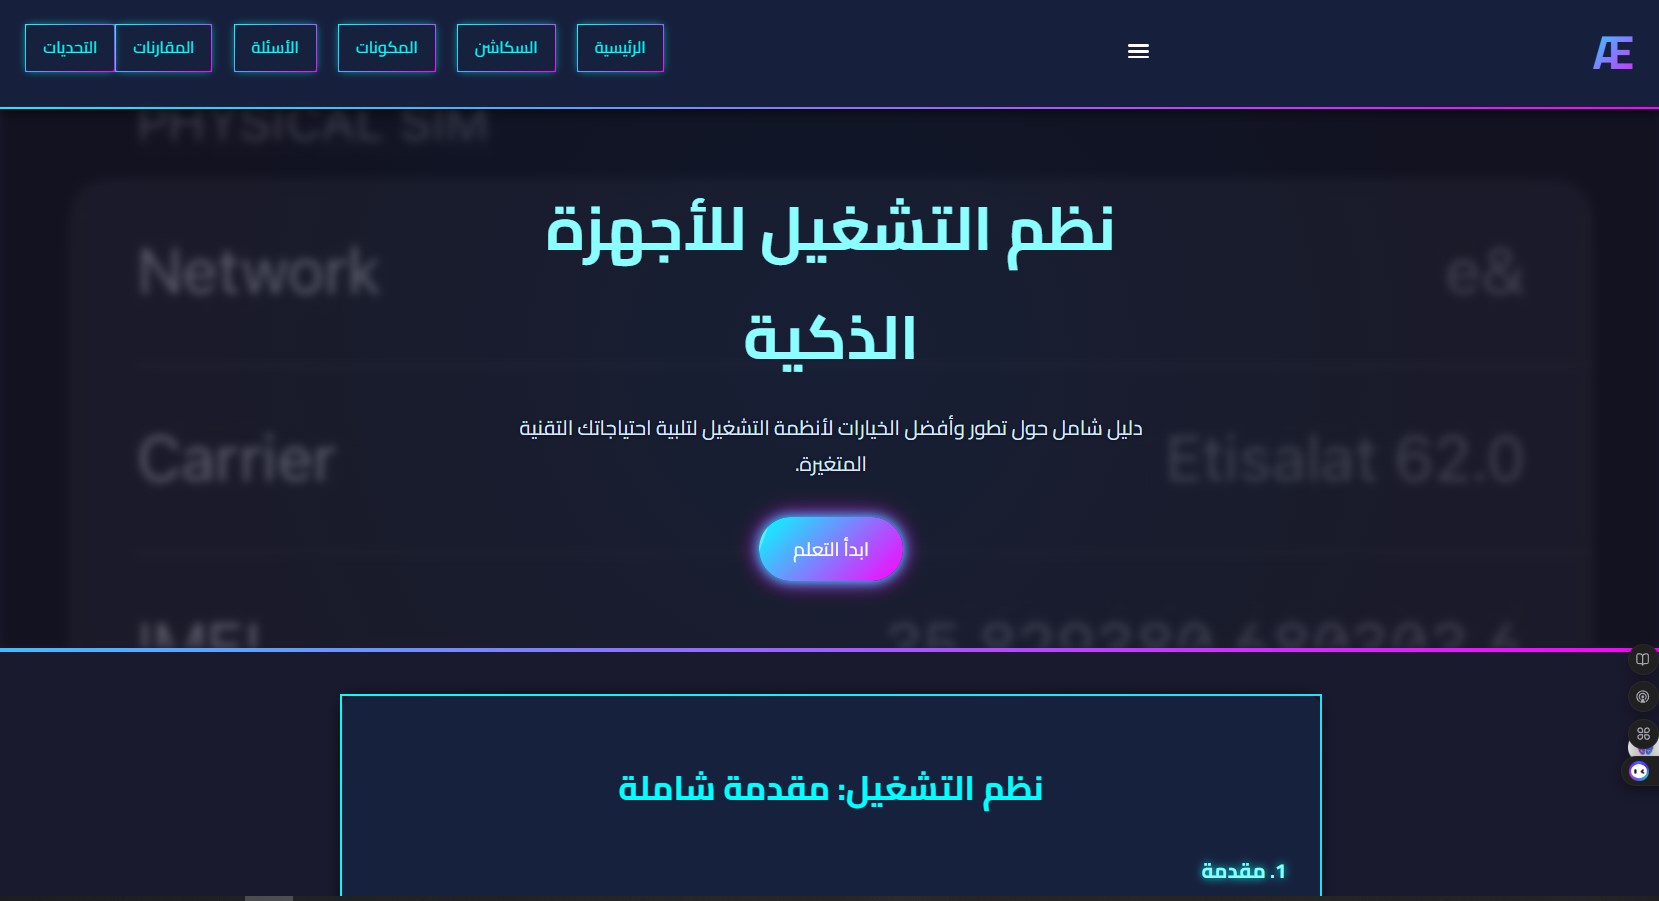 Æ
الرئيسية
السكاشن
المكونات
الأسئلة
المقارنات
التحديات
PHYSICAL SIM
نظم التشغيل للأجهزة
الذكية
Network
e&
دليل شامل حول تطور وأفضل الخيارات لأنظمة التشغيل لتلبية احتياجاتك التقنية
المتغيرة.
Carrier
Etisalat 62.0
ابدأ التعلم
IMEI
نظم التشغيل: مقدمة شاملة
1. مقدمة